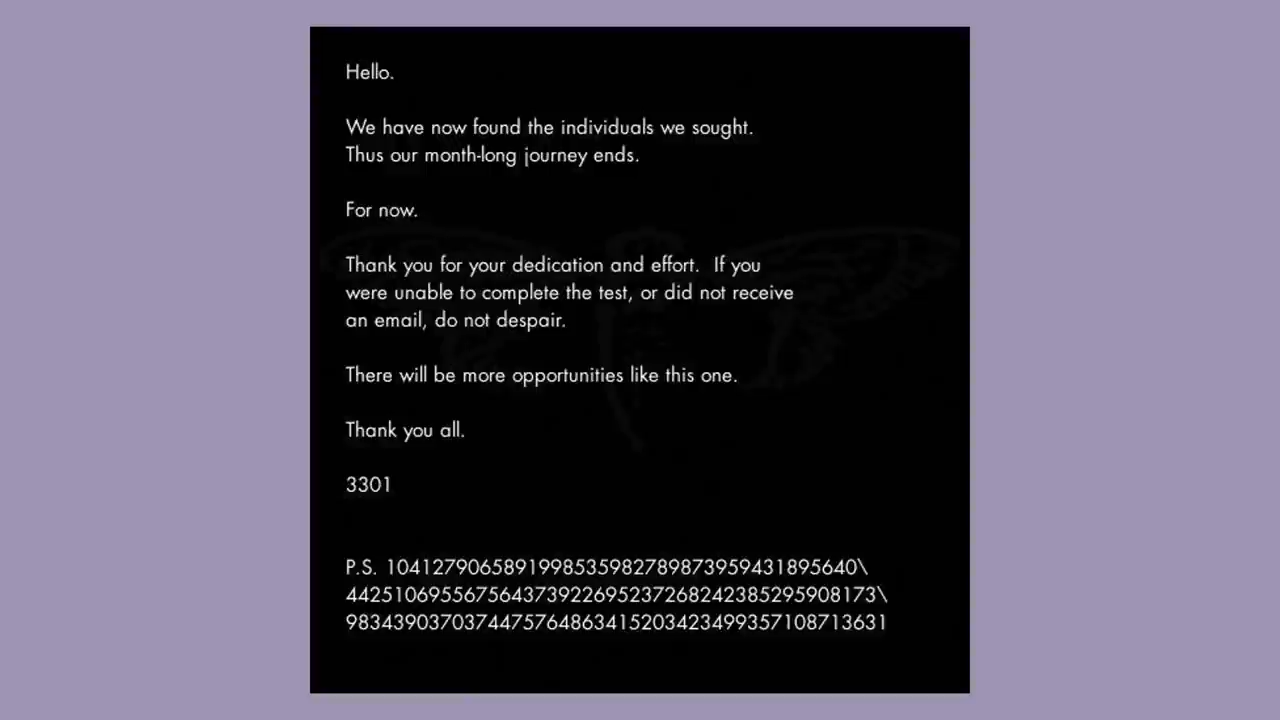 Hello.
We have now found the individuals we sought.
Thus our month-long journey ends.
For now.
Thank you for your dedication and effort.  If you
were unable to complete the test, or did not receive
an email, do not despair.
There will be more opportunities like this one.
Thank you all.
3301
P.S. 1041279065891998535982789873959431895640\
442510695567564373922695237268242385295908173\
9834390370374475764863415203423499357108713631